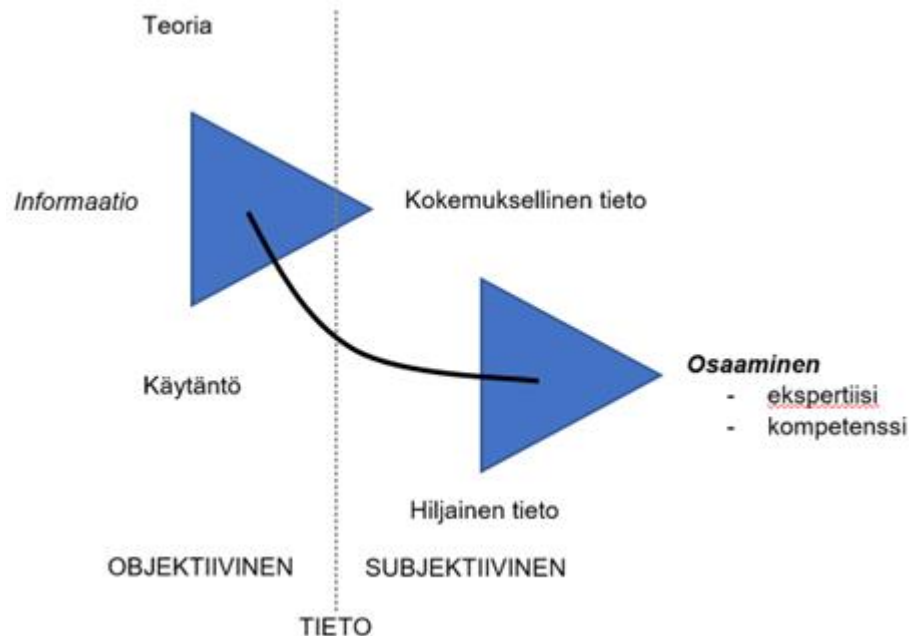 Teoria
Informaatio
Kokemuksellinen tieto
Käytäntö
Osaaminen
- ekspertiisi
- kompetenssi
Hiljainen tieto
OBJEKTIIVINEN
SUBJEKTIIVINEN
TIETO